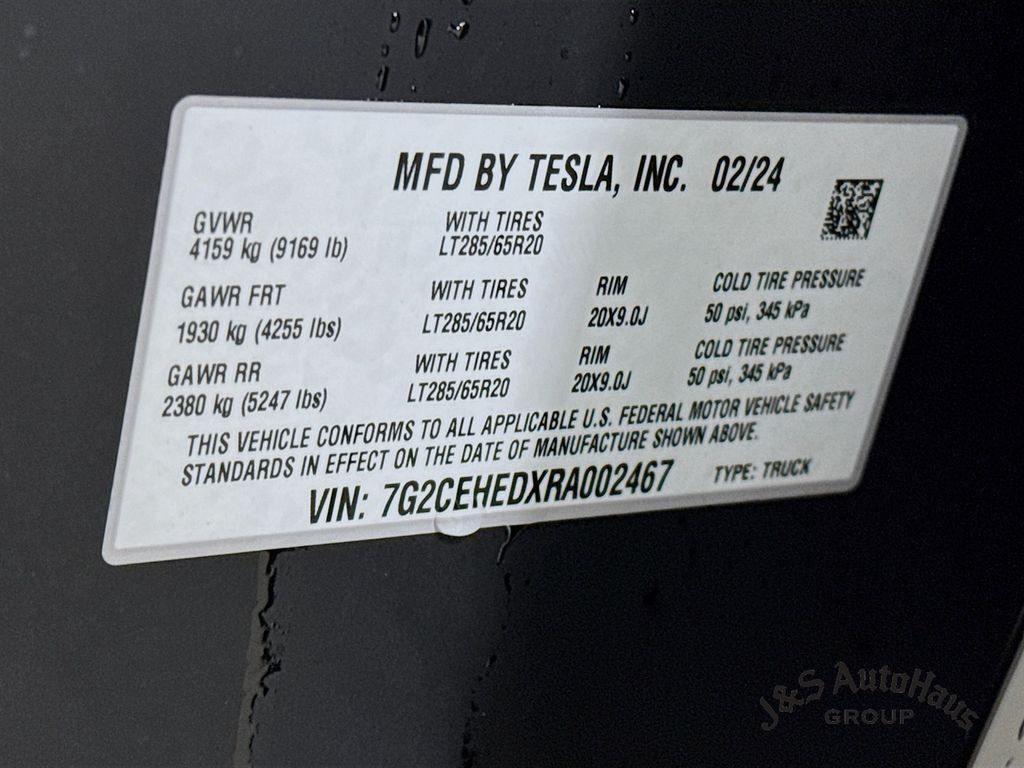 MFD BY TESLA, INC. 02/24
GVWR WITH TIRES
4159 kg (9169 lb) LT285/65R20
GAWR FRT WITH TIRES RIM COLD TIRE PRESSURE
1930 kg (4255 lbs) LT285/65R20 20X9.0J 50 psi, 345 kPa
GAWR RR WITH TIRES RIM COLD TIRE PRESSURE
2380 kg (5247 lbs) LT285/65R20 20X9.0J 50 psi, 345 kPa
THIS VEHICLE CONFORMS TO ALL APPLICABLE U.S. FEDERAL MOTOR VEHICLE SAFETY
STANDARDS IN EFFECT ON THE DATE OF MANUFACTURE SHOWN ABOVE.
VIN: 7G2CEHEDXRA002467 TYPE: TRUCK
J&S AutoHaus
GROUP